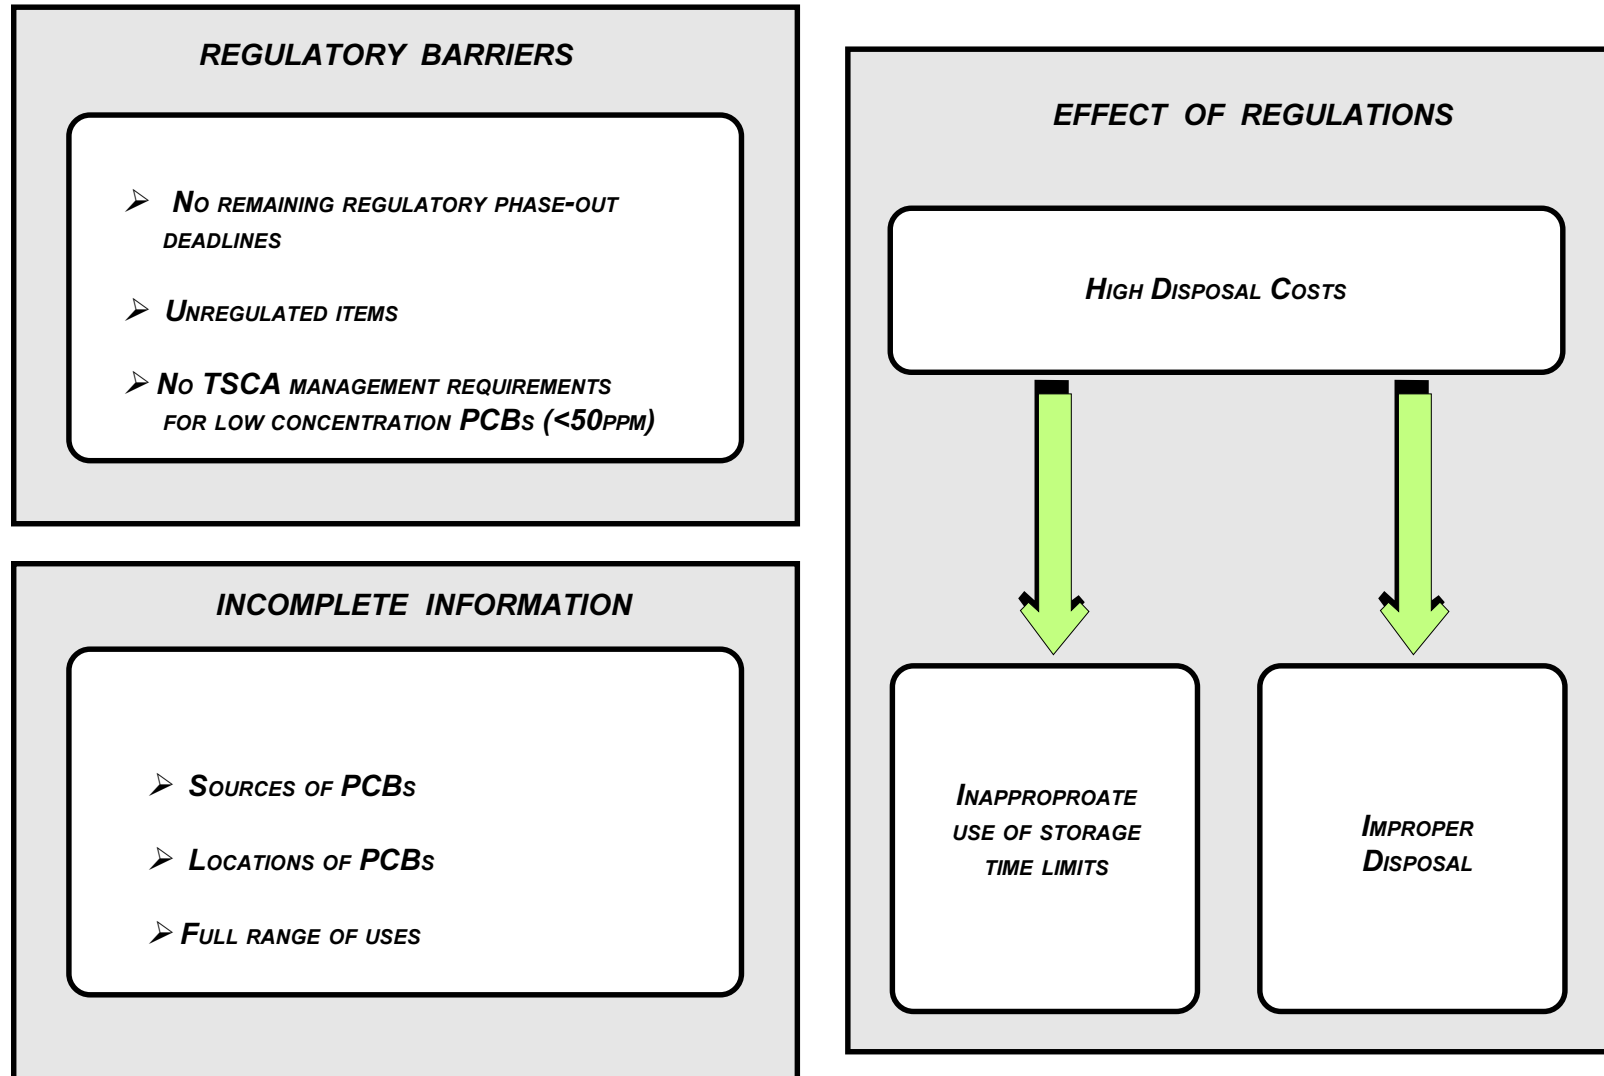 REGULATORY BARRIERS
➢ No remaining regulatory phase-out
deadlines
➢ Unregulated items
➢ No TSCA management requirements
for low concentration PCBs (<50ppm)
INCOMPLETE INFORMATION
➢ Sources of PCBs
➢ Locations of PCBs
➢ Full range of uses
EFFECT OF REGULATIONS
High Disposal Costs
Inapproproate
use of storage
time limits
Improper
Disposal